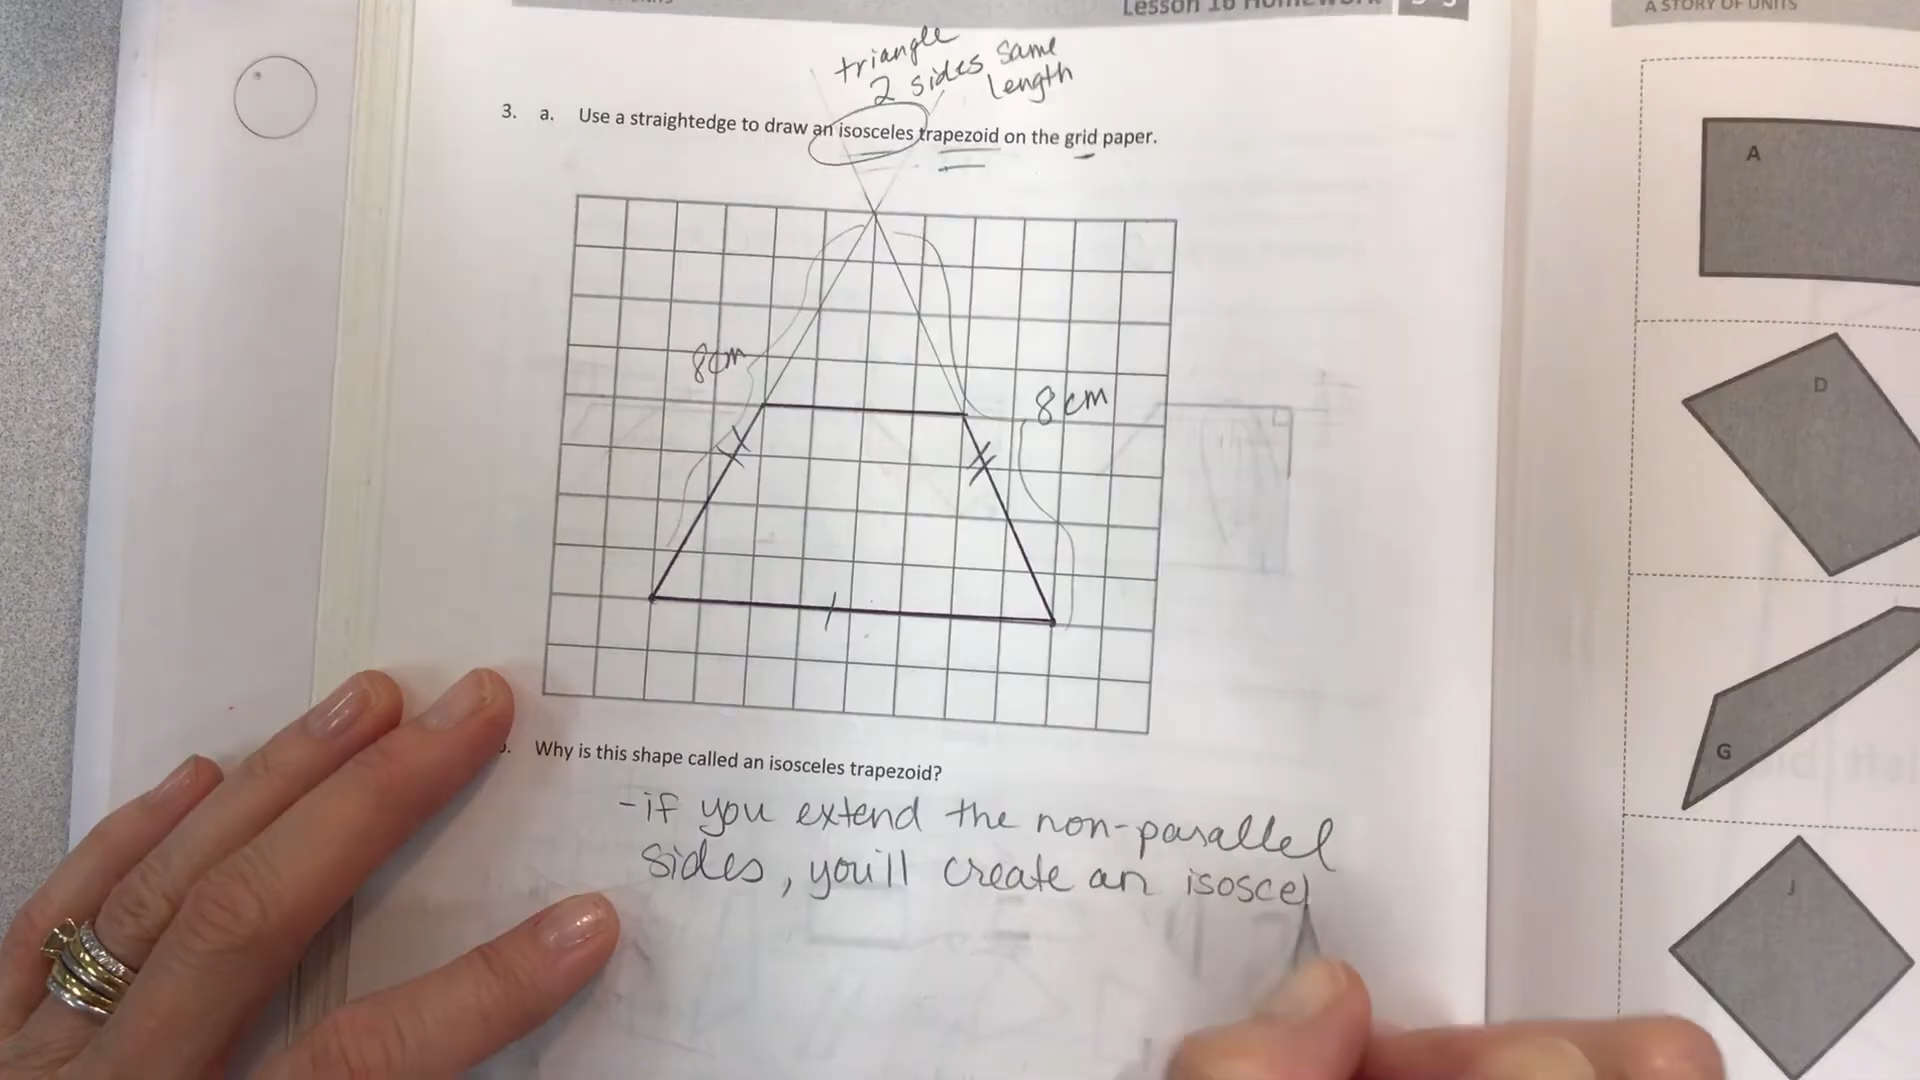 Lesson 16 Homework
A STORY OF UNITS
triangle
2 sides same
length
3. a. Use a straightedge to draw an isosceles trapezoid on the grid paper.
8cm
8cm
Why is this shape called an isosceles trapezoid?
-if you extend the non-parallel
sides, you'll create an isoscel
A
D
G
J